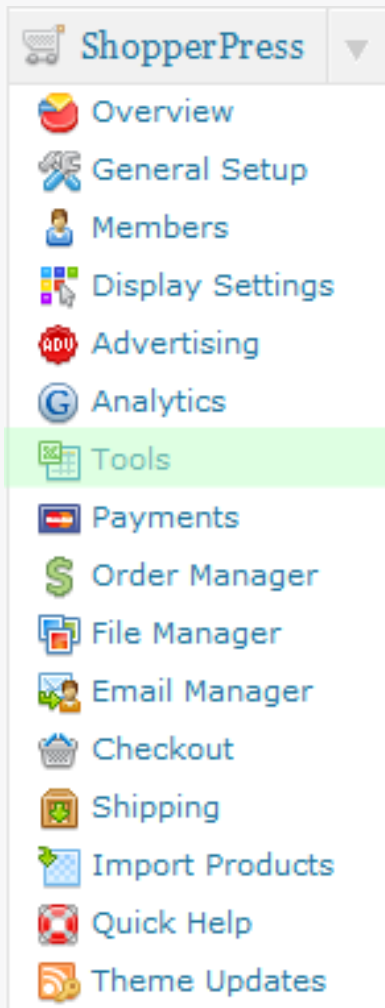 ShopperPress
Overview
General Setup
Members
Display Settings
ADV Advertising
G Analytics
Tools
Payments
Order Manager
File Manager
Email Manager
Checkout
Shipping
Import Products
Quick Help
Theme Updates